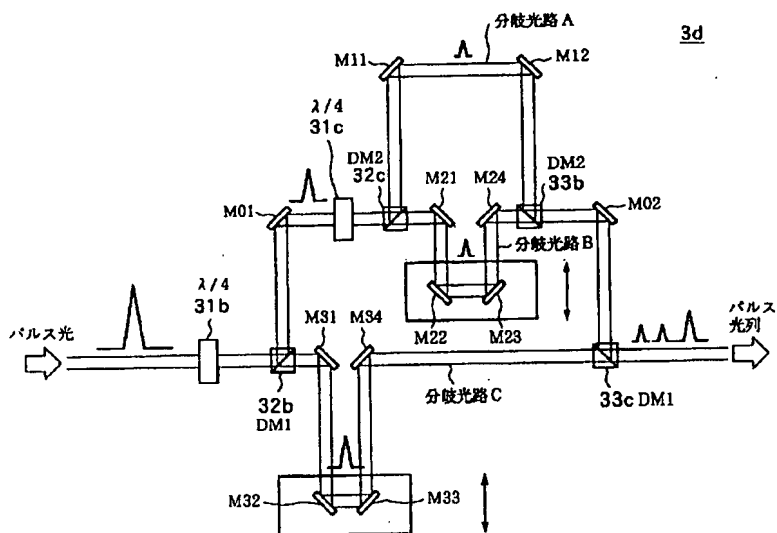 分岐光路A
3d
M11
M12
λ/4
31c
DM2
32c
M21
M24
DM2
33b
M01
M02
分岐光路B
λ/4
31b
M22
M23
パルス光
M31
M34
パルス
光列
32b
DM1
分岐光路C
33c DM1
M32
M33